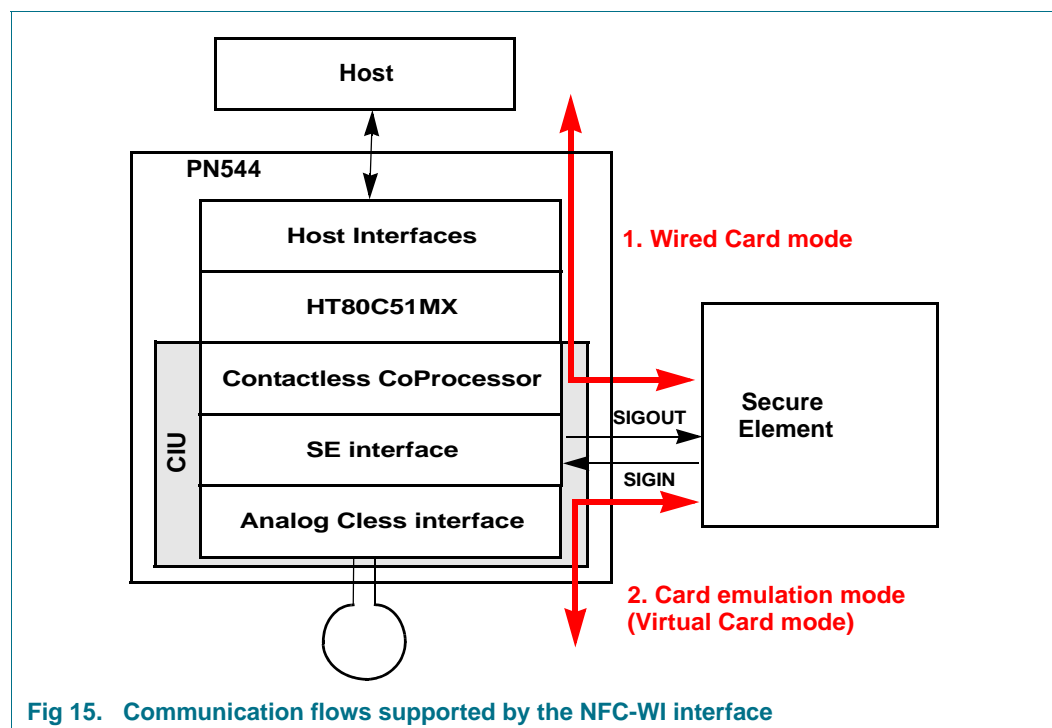 Host
PN544
Host Interfaces
1. Wired Card mode
HT80C51MX
Contactless CoProcessor
SIGOUT
Secure
Element
CIU
SE interface
SIGIN
Analog Cless interface
2. Card emulation mode
(Virtual Card mode)
Fig 15. Communication flows supported by the NFC-WI interface